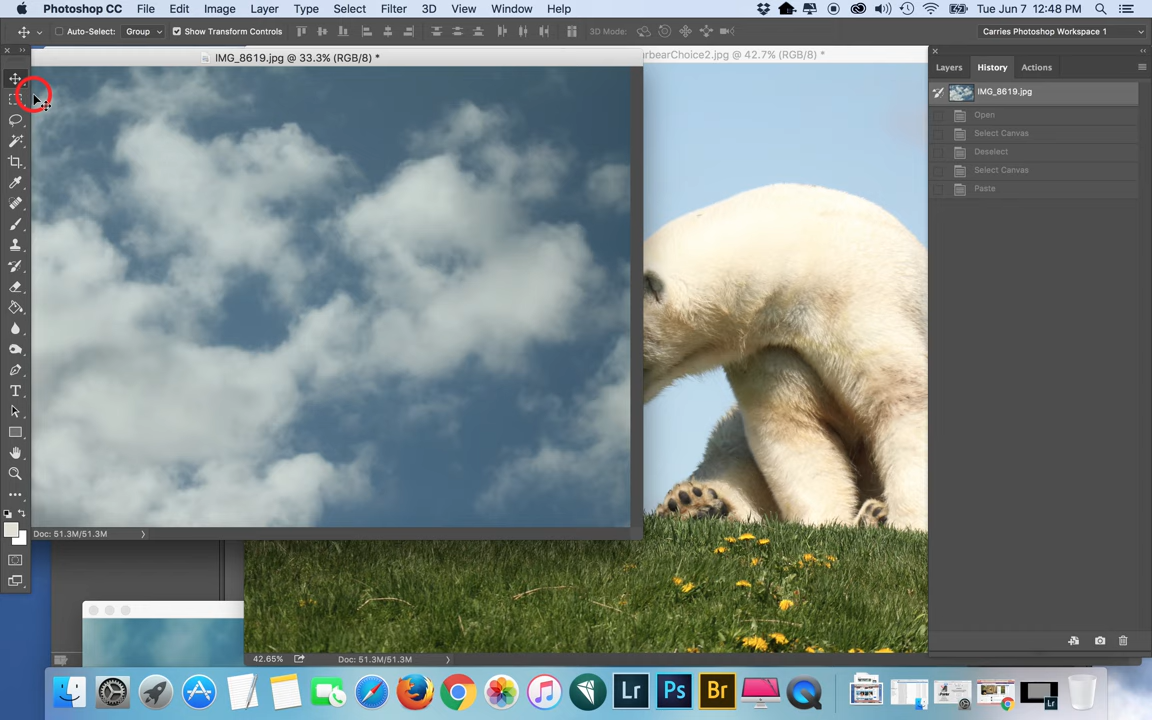 Photoshop CC File Edit Image Layer Type Select Filter 3D View Window Help Tue Jun 7 12:48 PM
Auto-Select: Group Show Transform Controls 3D Mode: Carries Photoshop Workspace 1
IMG_8619.jpg @ 33.3% (RGB/8) *
rbearChoice2.jpg @ 42.7% (RGB/8) *
Layers History Actions
IMG_8619.jpg
Open
Select Canvas
Deselect
Select Canvas
Paste
T
Doc: 51.3M/51.3M
42.65% Doc: 51.3M/51.3M
Lr Ps Br
Lr